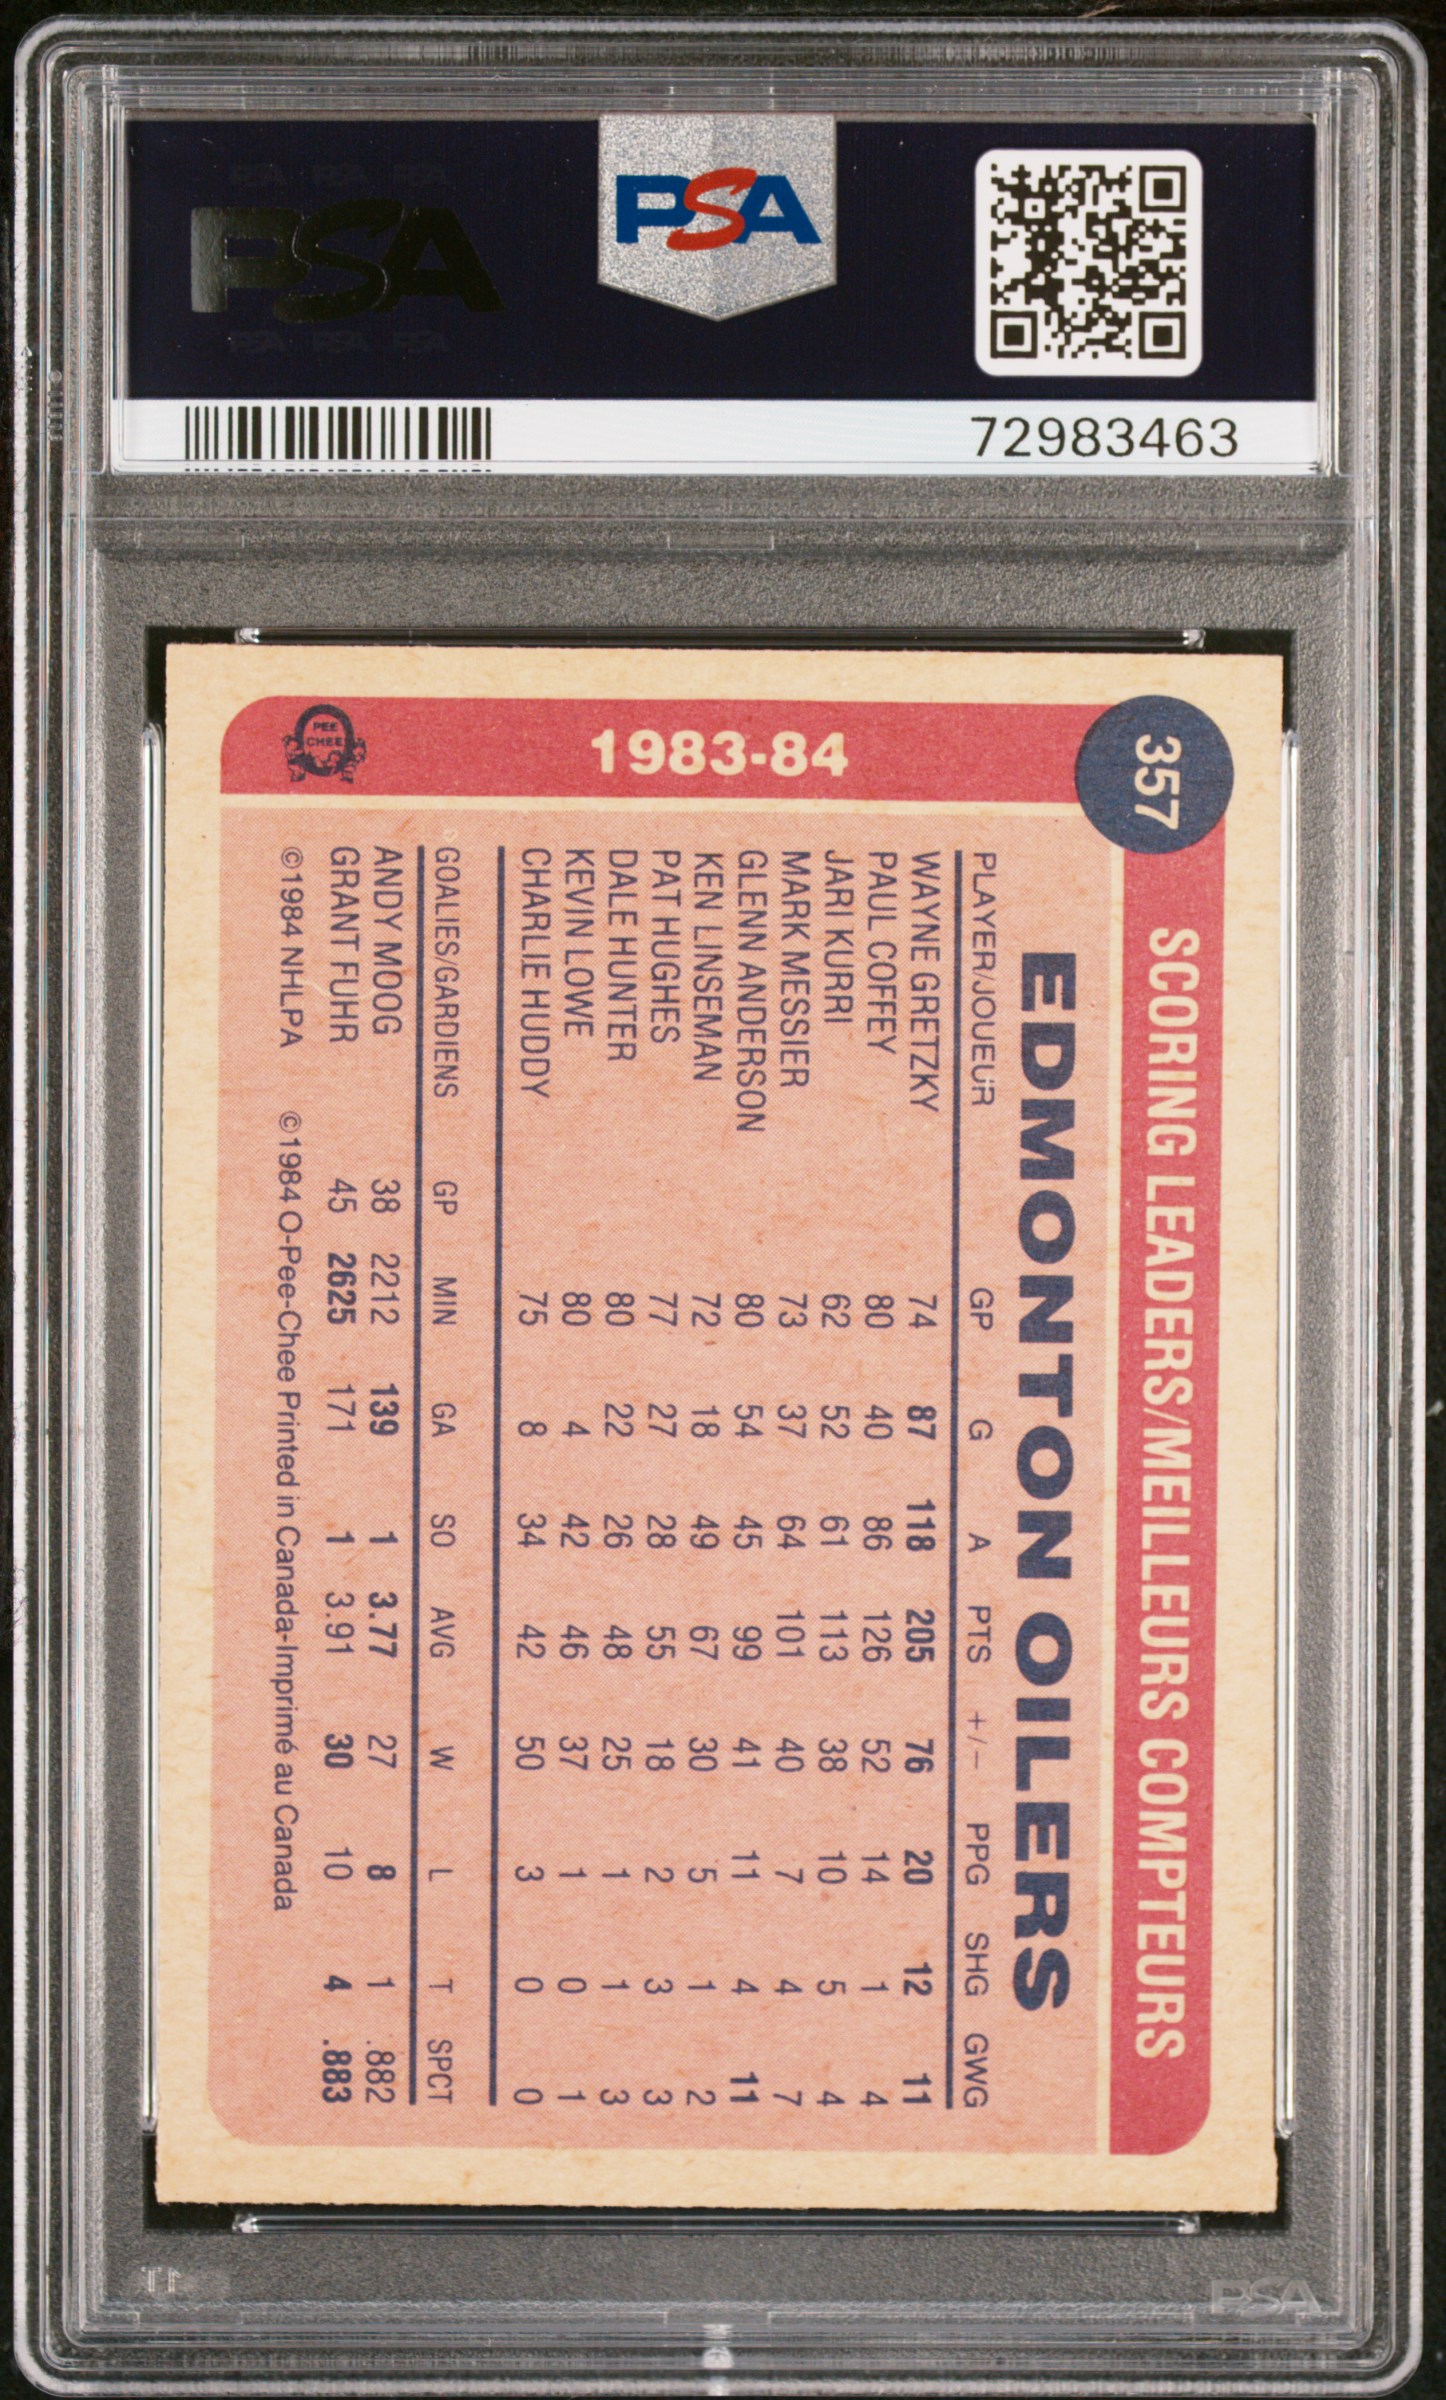 PSA
PSA
72983463
357
SCORING LEADERS/MEILLEURS COMPTEURS
1983-84
PEE
CHEE
EDMONTON OILERS
PLAYER/JOUEUR GP G A PTS +/- PPG SHG GWG
WAYNE GRETZKY 74 87 118 205 76 20 12 11
PAUL COFFEY 80 40 86 126 52 14 1 4
JARI KURRI 62 52 61 113 38 10 5 4
MARK MESSIER 73 37 64 101 40 7 4 7
GLENN ANDERSON 80 54 45 99 41 11 4 11
KEN LINSEMAN 72 18 49 67 30 5 1 2
PAT HUGHES 77 27 28 55 18 2 3 3
DALE HUNTER 80 22 26 48 25 1 1 3
KEVIN LOWE 80 4 42 46 37 1 0 1
CHARLIE HUDDY 75 8 34 42 50 3 0 0
GOALIES/GARDIENS GP MIN GA SO AVG W L T SPCT
ANDY MOOG 38 2212 139 1 3.77 27 8 1 .882
GRANT FUHR 45 2625 171 1 3.91 30 10 4 .883
©1984 NHLPA ©1984 O-Pee-Chee Printed in Canada-Imprimé au Canada
PSA